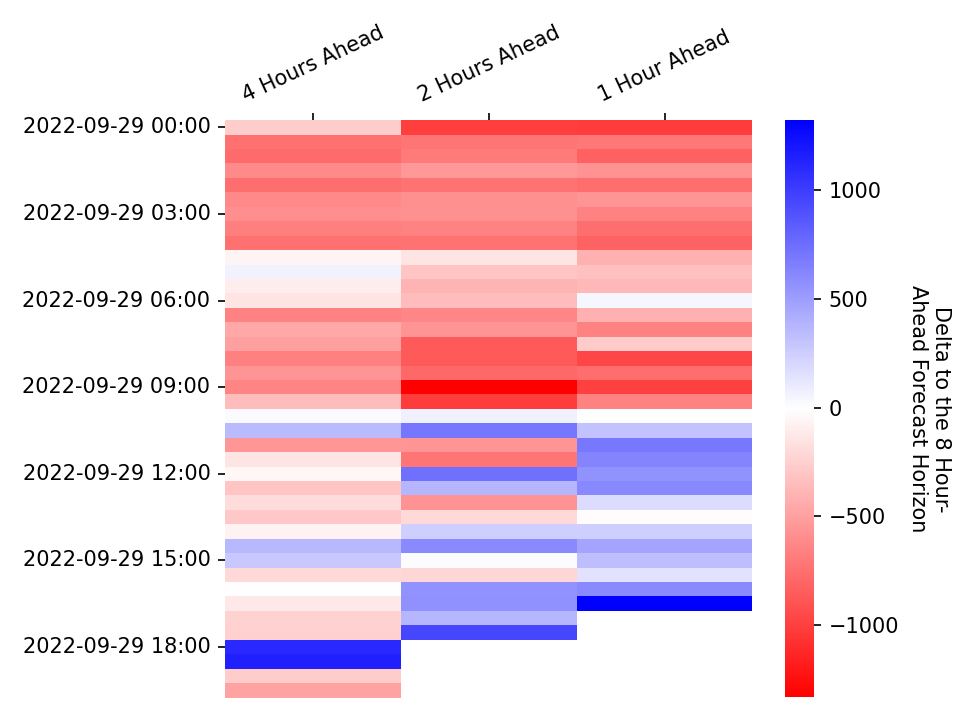 4 Hours Ahead
2 Hours Ahead
1 Hour Ahead
2022-09-29 00:00
2022-09-29 03:00
2022-09-29 06:00
2022-09-29 09:00
2022-09-29 12:00
2022-09-29 15:00
2022-09-29 18:00
1000
500
0
−500
−1000
Delta to the 8 Hour-
Ahead Forecast Horizon